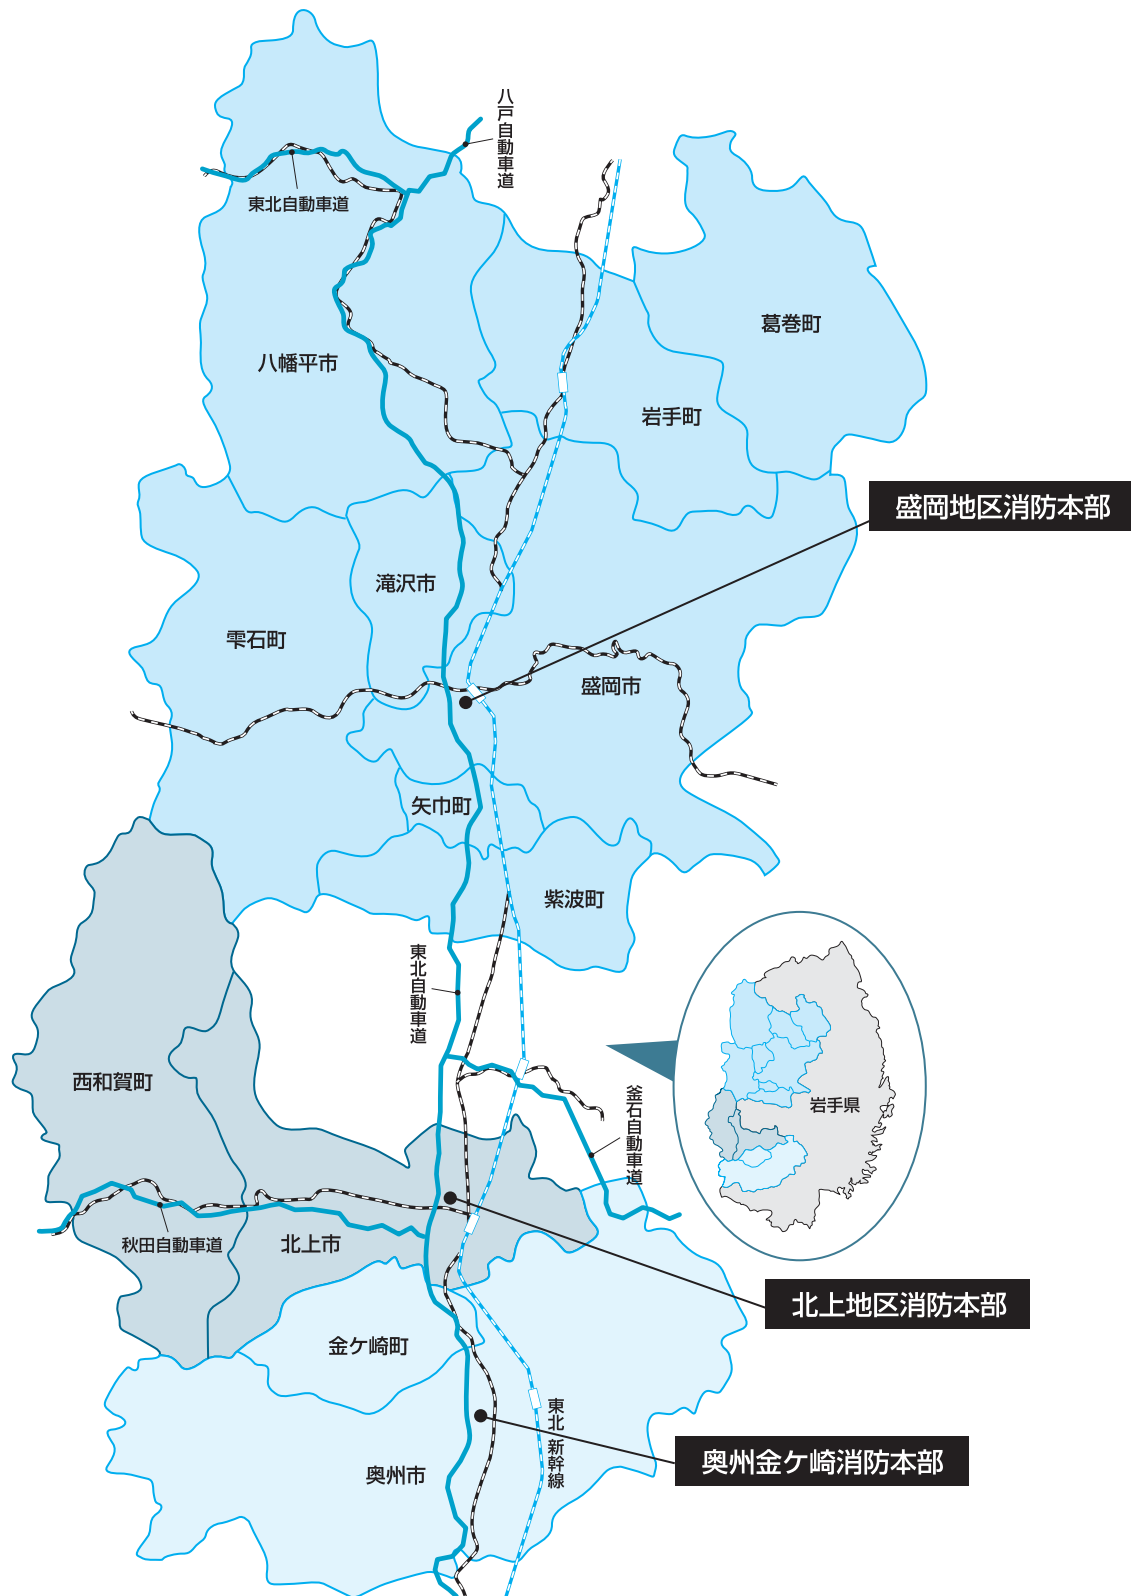 八戸自動車道
東北自動車道
葛巻町
八幡平市
岩手町
盛岡地区消防本部
滝沢市
雫石町
盛岡市
矢巾町
紫波町
東北自動車道
西和賀町
釜石自動車道
岩手県
秋田自動車道
北上市
北上地区消防本部
金ケ崎町
東北新幹線
奥州金ケ崎消防本部
奥州市